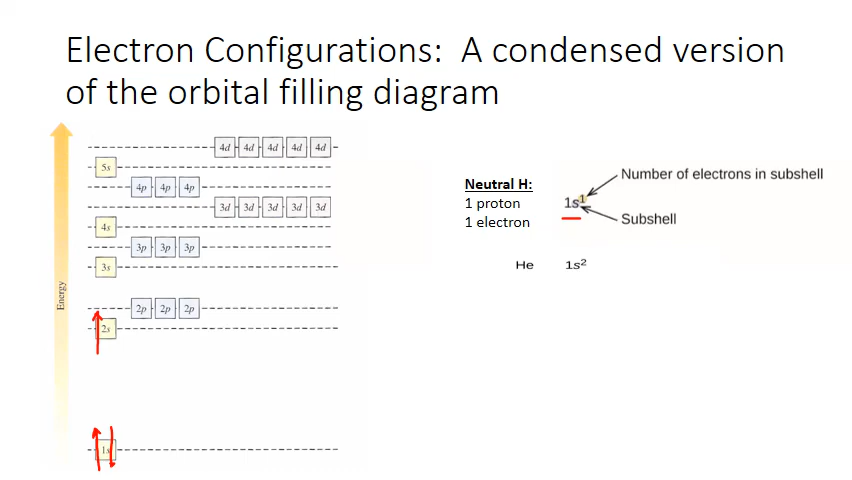 Electron Configurations:  A condensed version
of the orbital filling diagram
4d 4d 4d 4d 4d
5s
4p 4p 4p
3d 3d 3d 3d 3d
4s
3p 3p 3p
3s
2p 2p 2p
2s
1s
Energy
Neutral H:
1 proton
1 electron
1s¹
Number of electrons in subshell
Subshell
He 1s²